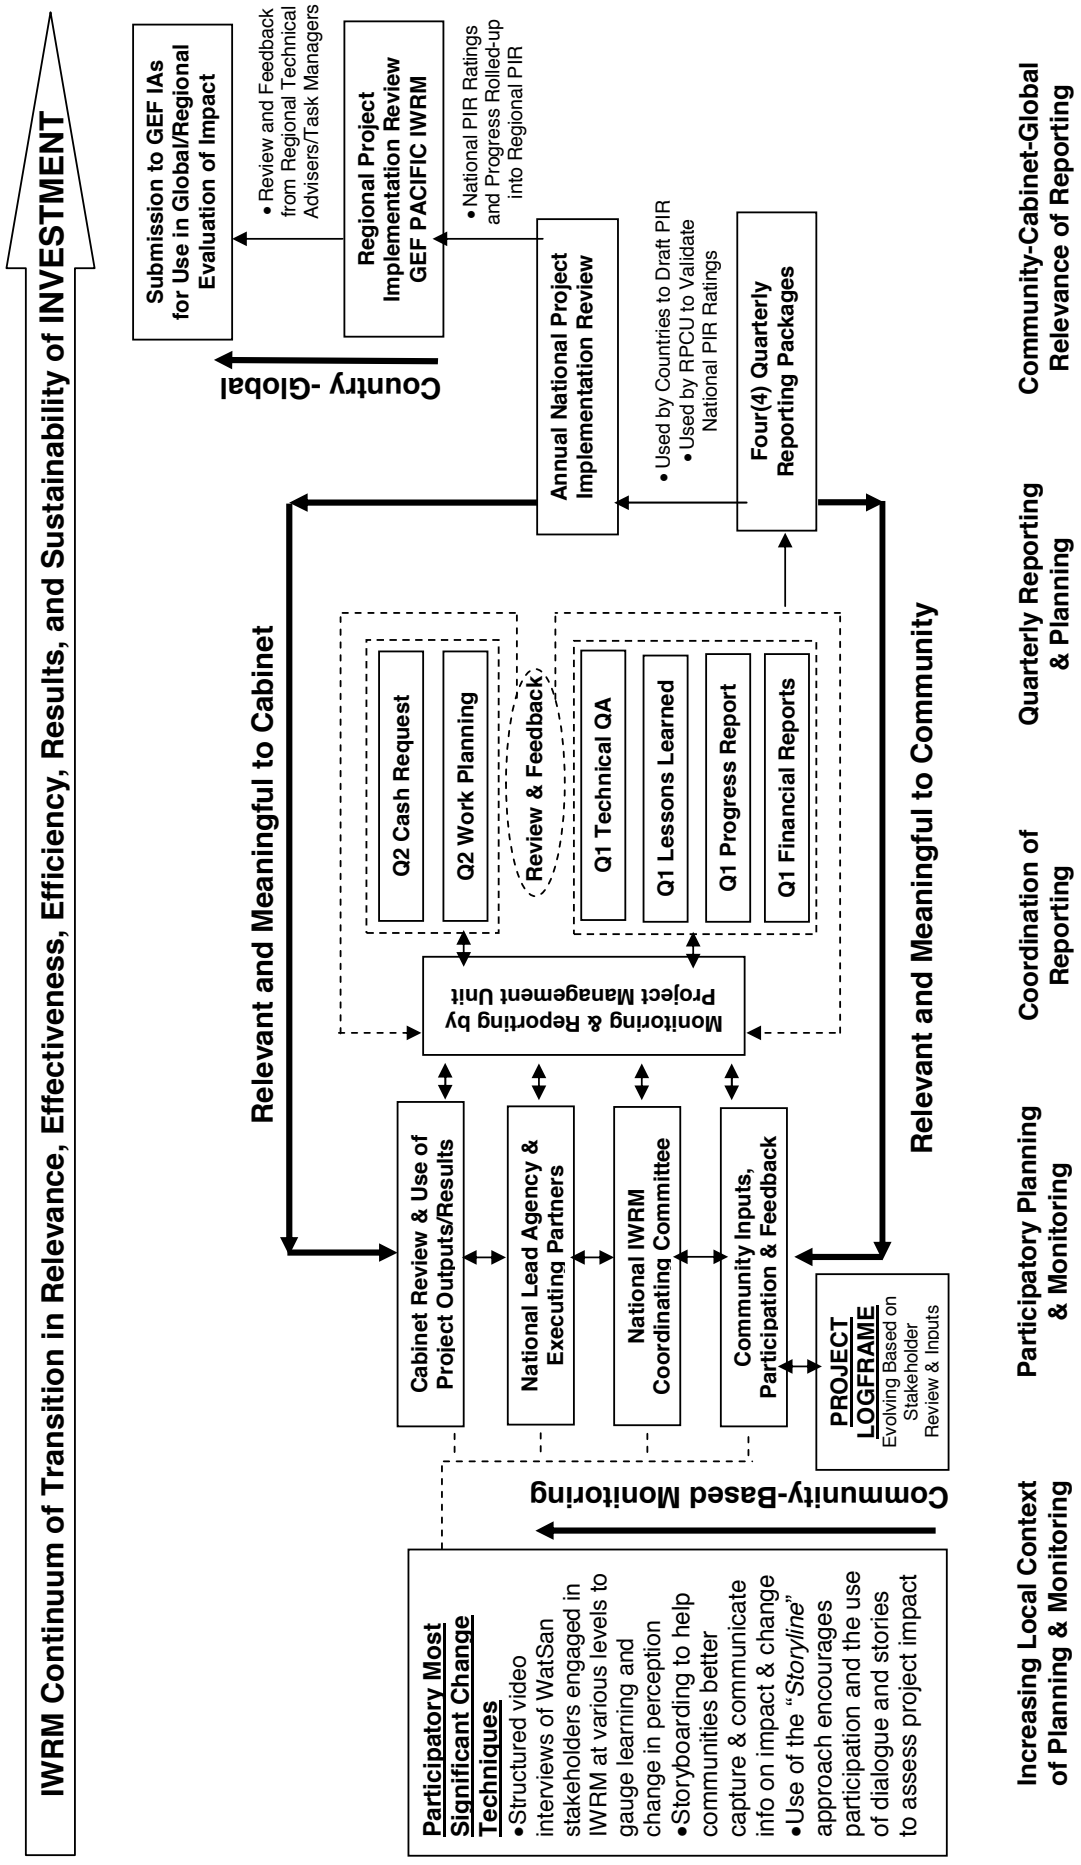 IWRM Continuum of Transition in Relevance, Effectiveness, Efficiency, Results, and Sustainability of INVESTMENT
Participatory Most
Significant Change
Techniques
•Structured video
interviews of WatSan
stakeholders engaged in
IWRM at various levels to
gauge learning and
change in perception
•Storyboarding to help
communities better
capture & communicate
info on impact & change
•Use of the “Storyline”
approach encourages
participation and the use
of dialogue and stories
to assess project impact
Community-Based Monitoring
Relevant and Meaningful to Cabinet
Cabinet Review & Use of
Project Outputs/Results
National Lead Agency &
Executing Partners
National IWRM
Coordinating Committee
Community Inputs,
Participation & Feedback
PROJECT
LOGFRAME
Evolving Based on
Stakeholder
Review & Inputs
Monitoring & Reporting by
Project Management Unit
Q2 Cash Request
Q2 Work Planning
Review & Feedback
Q1 Technical QA
Q1 Lessons Learned
Q1 Progress Report
Q1 Financial Reports
Relevant and Meaningful to Community
Country -Global
Submission to GEF IAs
for Use in Global/Regional
Evaluation of Impact
• Review and Feedback
from Regional Technical
Advisers/Task Managers
Regional Project
Implementation Review
GEF PACIFIC IWRM
• National PIR Ratings
and Progress Rolled-up
into Regional PIR
Annual National Project
Implementation Review
• Used by Countries to Draft PIR
• Used by RPCU to Validate
National PIR Ratings
Four(4) Quarterly
Reporting Packages
Increasing Local Context
of Planning & Monitoring
Participatory Planning
& Monitoring
Coordination of
Reporting
Quarterly Reporting
& Planning
Community-Cabinet-Global
Relevance of Reporting